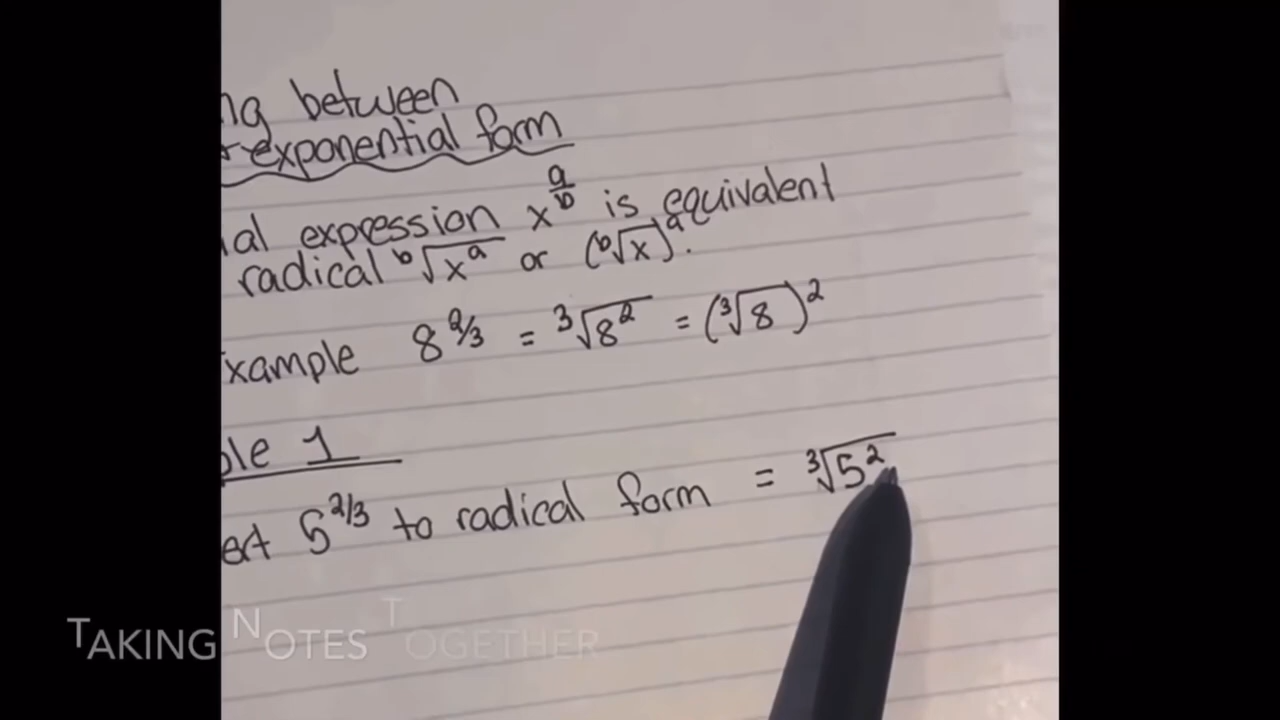 ng between
exponential form
al expression x^(a/b) is equivalent
radical ᵇ√(xᵃ) or (ᵇ√x)ᵃ.
xample 8^(2/3) = ³√(8²) = (³√8)²
ple 1
ert 5^(2/3) to radical form = ³√(5²)
TAKING NOTES TOGETHER